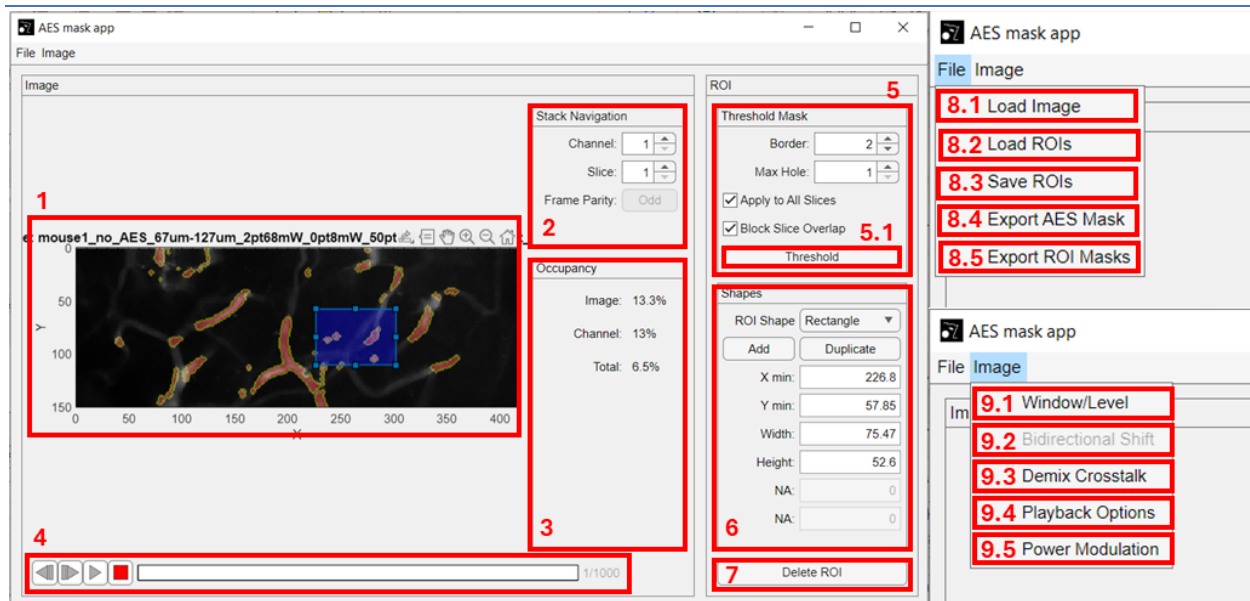 AES mask app
File Image
Image
Stack Navigation
Channel: 1
Slice: 1
Frame Parity: Odd
2
1
mouse1_no_AES_67um-127um_2pt68mW_0pt8mW_50pt
0
50
100
150
Y
0 50 100 150 200 250 300 350 400
X
Occupancy
Image: 13.3%
Channel: 13%
Total: 6.5%
3
4
1/1000
ROI
5
Threshold Mask
Border: 2
Max Hole: 1
Apply to All Slices
Block Slice Overlap
5.1
Threshold
Shapes
ROI Shape Rectangle
Add Duplicate
X min: 226.8
Y min: 57.85
Width: 75.47
Height: 52.6
NA: 0
NA: 0
6
7 Delete ROI
AES mask app
File Image
8.1 Load Image
8.2 Load ROIs
8.3 Save ROIs
8.4 Export AES Mask
8.5 Export ROI Masks
AES mask app
File Image
Im
9.1 Window/Level
9.2 Bidirectional Shift
9.3 Demix Crosstalk
9.4 Playback Options
9.5 Power Modulation